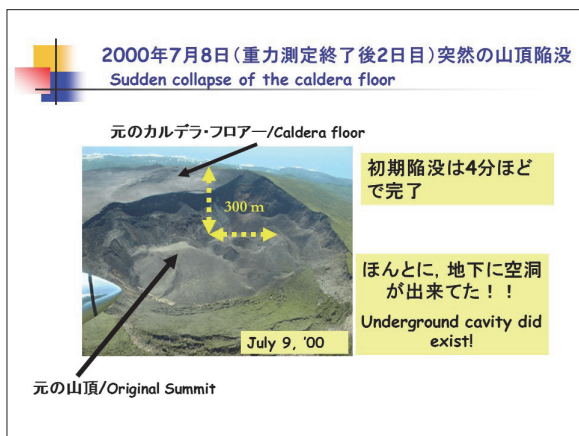 2000年7月8日(重力測定終了後2日目)突然の山頂陥没
Sudden collapse of the caldera floor
元のカルデラ・フロアー/Caldera floor
初期陥没は4分ほど
で完了
300 m
ほんとに, 地下に空洞
が出来てた!!
Underground cavity did
exist!
July 9, '00
元の山頂/Original Summit